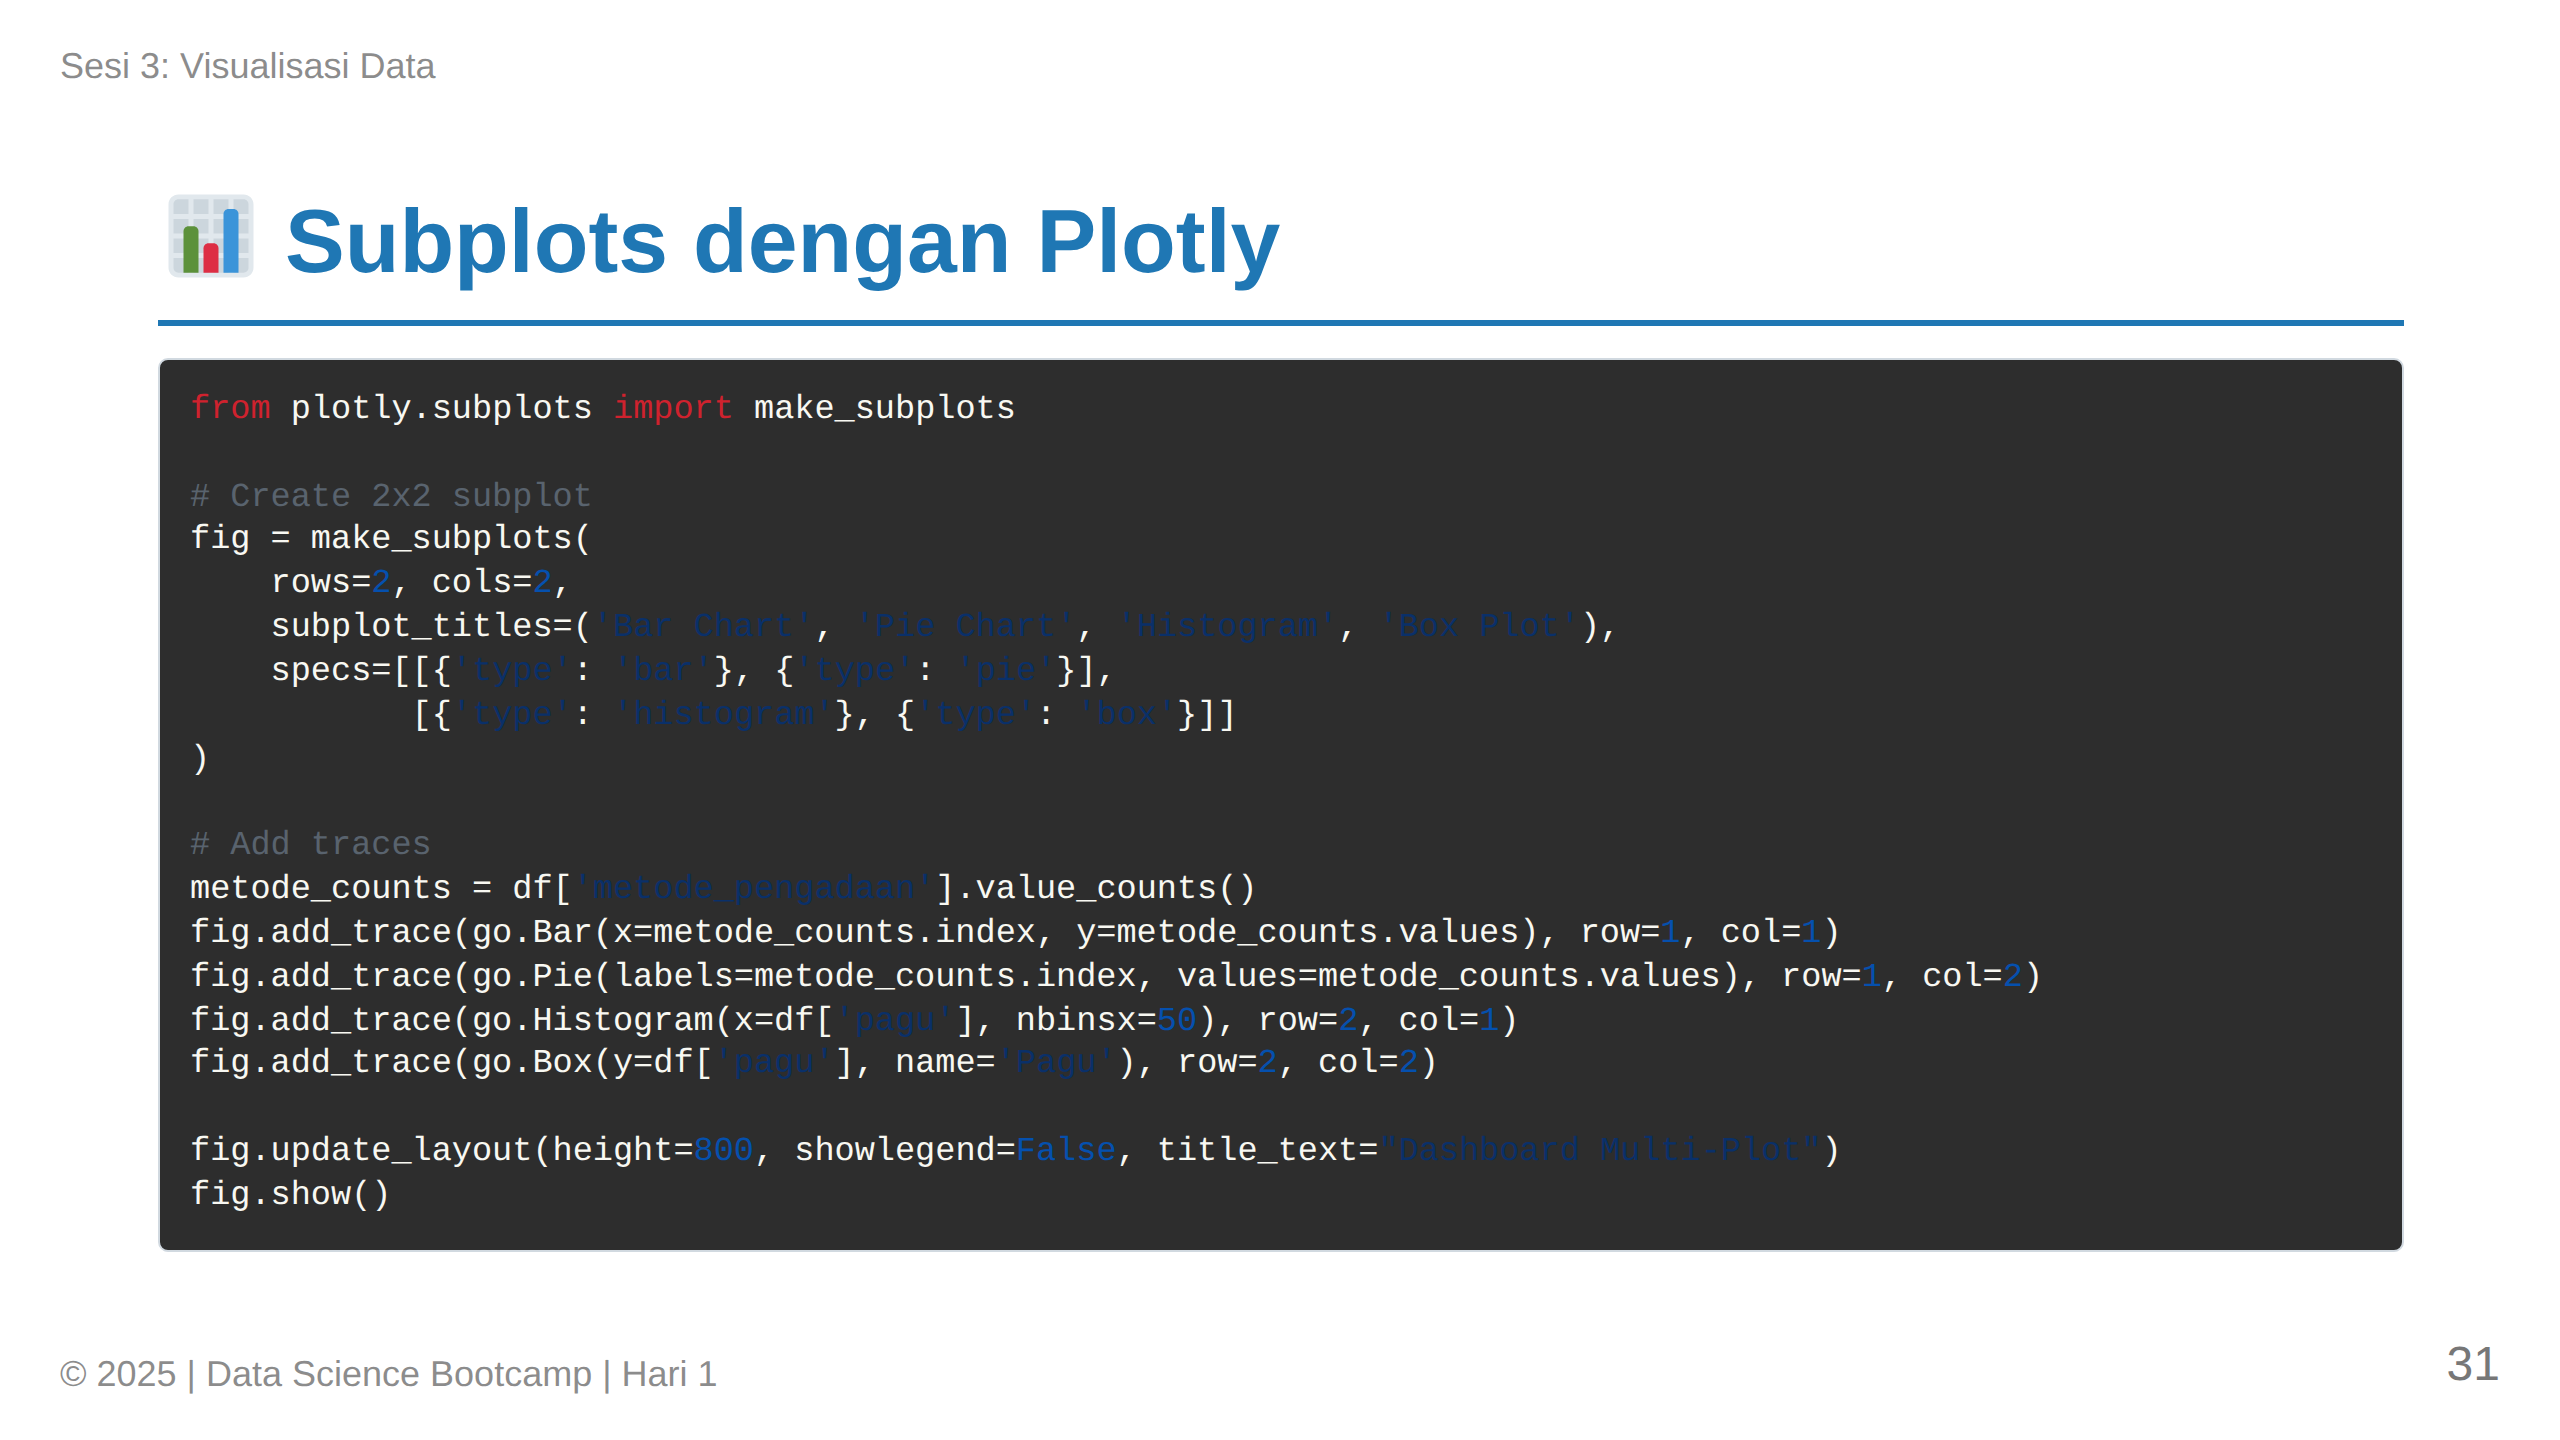 Sesi 3: Visualisasi Data
Subplots dengan Plotly
from plotly.subplots import make_subplots
# Create 2x2 subplot
fig = make_subplots(
    rows=2, cols=2,
    subplot_titles=('Bar Chart', 'Pie Chart', 'Histogram', 'Box Plot'),
    specs=[[{'type': 'bar'}, {'type': 'pie'}],
           [{'type': 'histogram'}, {'type': 'box'}]]
)
# Add traces
metode_counts = df['metode_pengadaan'].value_counts()
fig.add_trace(go.Bar(x=metode_counts.index, y=metode_counts.values), row=1, col=1)
fig.add_trace(go.Pie(labels=metode_counts.index, values=metode_counts.values), row=1, col=2)
fig.add_trace(go.Histogram(x=df['pagu'], nbinsx=50), row=2, col=1)
fig.add_trace(go.Box(y=df['pagu'], name='Pagu'), row=2, col=2)
fig.update_layout(height=800, showlegend=False, title_text="Dashboard Multi-Plot")
fig.show()
© 2025 | Data Science Bootcamp | Hari 1
31